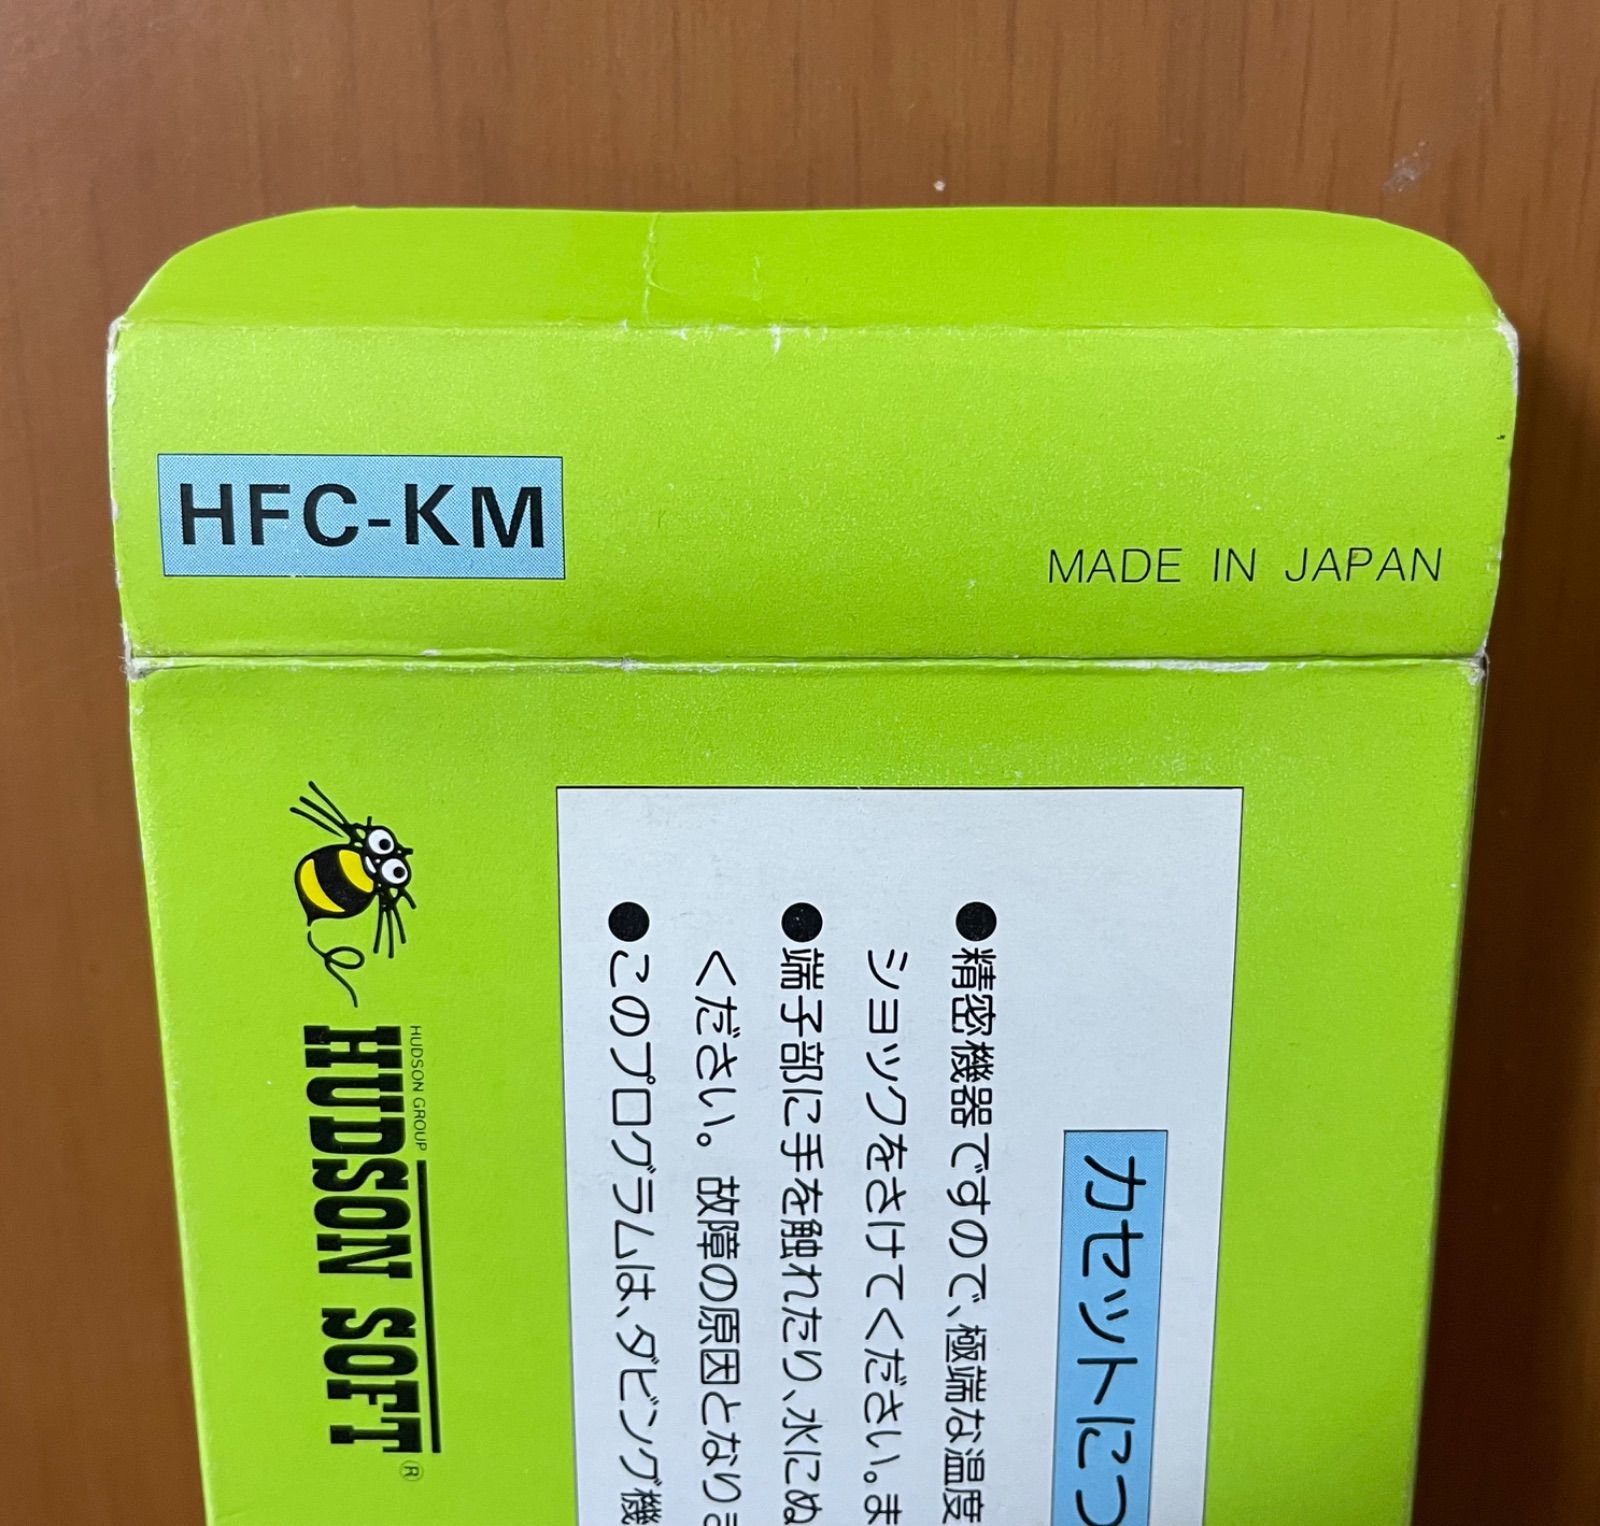 HFC-KM
MADE IN JAPAN
カセットにつ
●精密機器ですので、極端な温度
ショックをさけてください。ま
●端子部に手を触れたり、水にぬ
ください。故障の原因となりま
●このプログラムは、ダビング機
HUDSON GROUP
HUDSON SOFT®